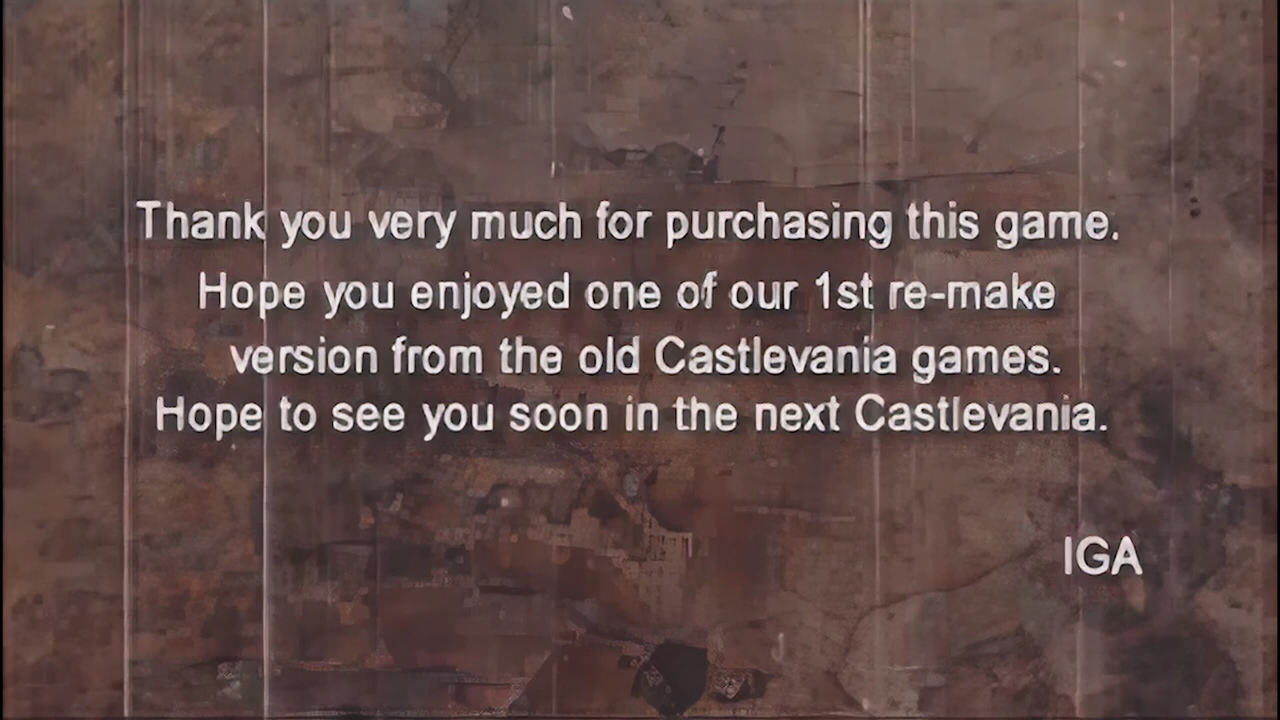 Thank you very much for purchasing this game.
Hope you enjoyed one of our 1st re-make
version from the old Castlevania games.
Hope to see you soon in the next Castlevania.
IGA